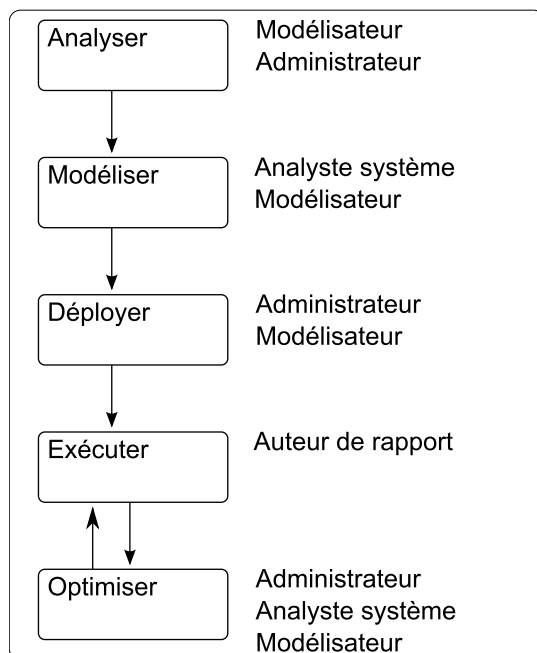 Analyser
Modélisateur
Administrateur
Modéliser
Analyste système
Modélisateur
Déployer
Administrateur
Modélisateur
Exécuter
Auteur de rapport
Optimiser
Administrateur
Analyste système
Modélisateur